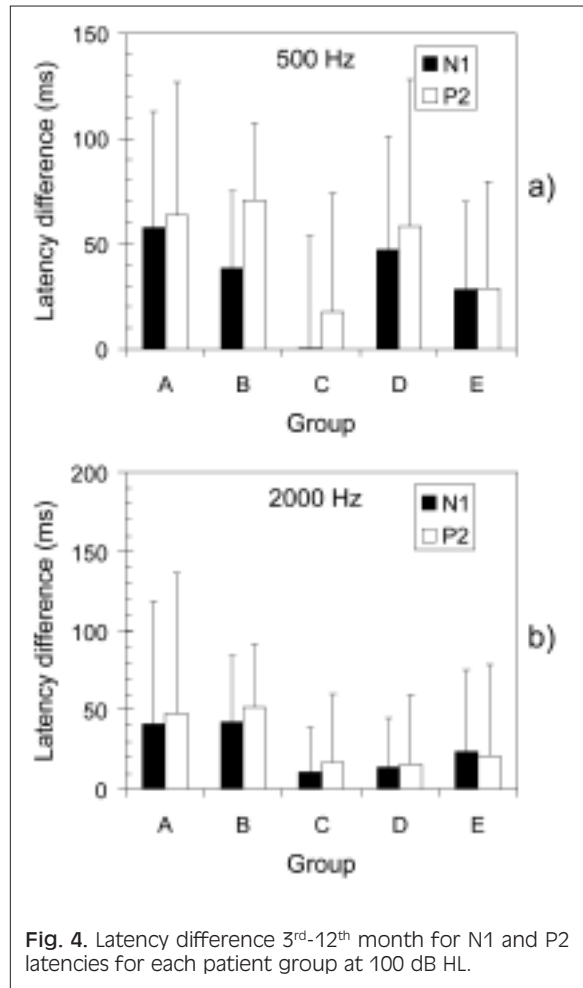 150
500 Hz
N1
P2
100
50
0
Latency difference (ms)
a)
A B C D E
Group
200
2000 Hz
N1
P2
150
100
50
0
Latency difference (ms)
b)
A B C D E
Group
Fig. 4. Latency difference 3rd-12th month for N1 and P2
latencies for each patient group at 100 dB HL.